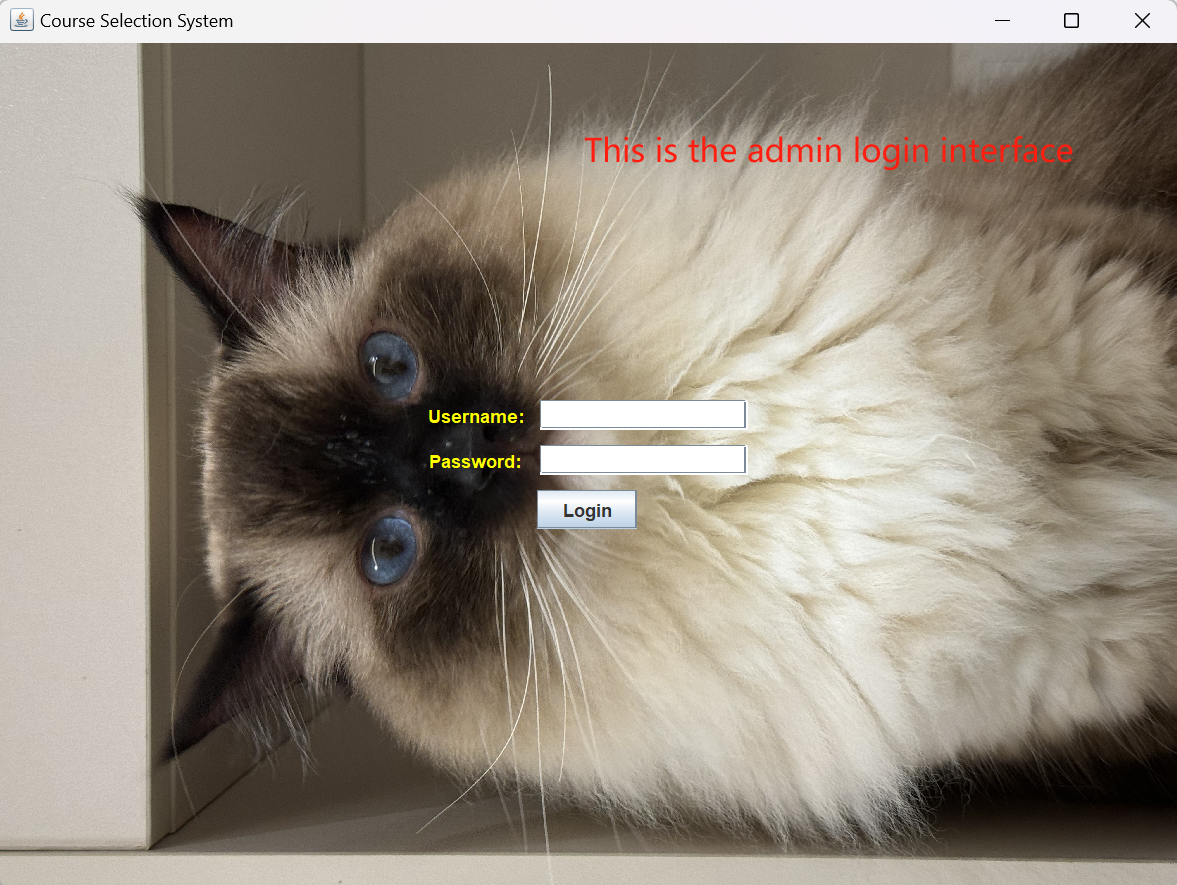 Course Selection System
This is the admin login interface
Username:
Password:
Login